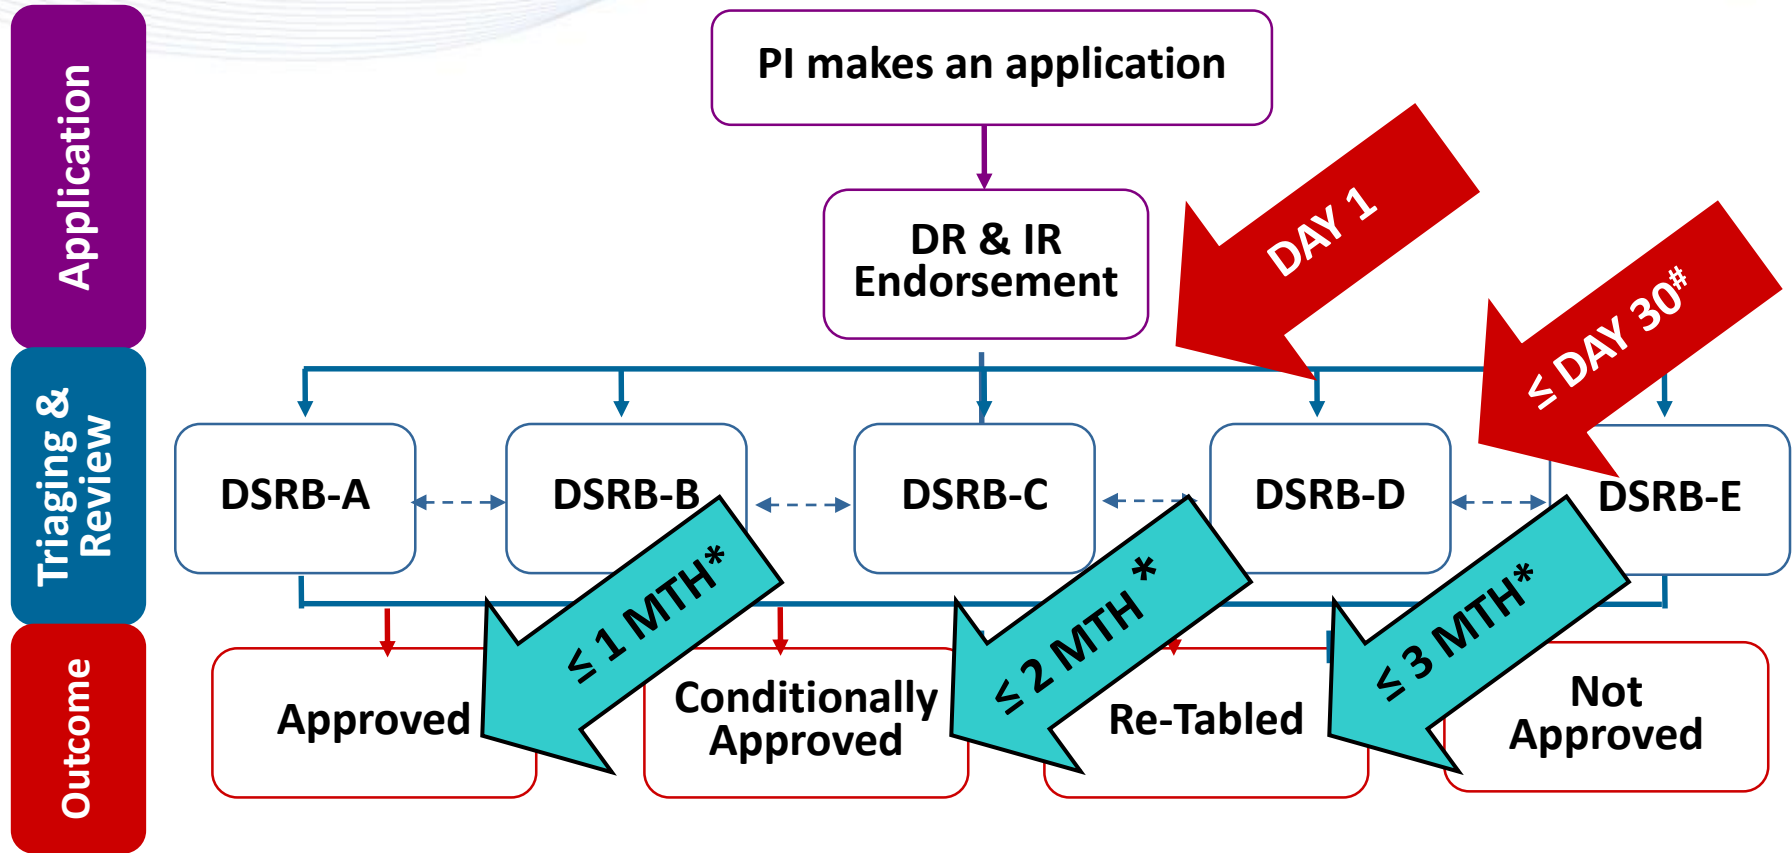 Application
PI makes an application
DR & IR
Endorsement
DAY 1
≤ DAY 30#
Triaging &
Review
DSRB-A
DSRB-B
DSRB-C
DSRB-D
DSRB-E
≤ 1 MTH*
≤ 2 MTH *
≤ 3 MTH*
Outcome
Approved
Conditionally
Approved
Re-Tabled
Not
Approved